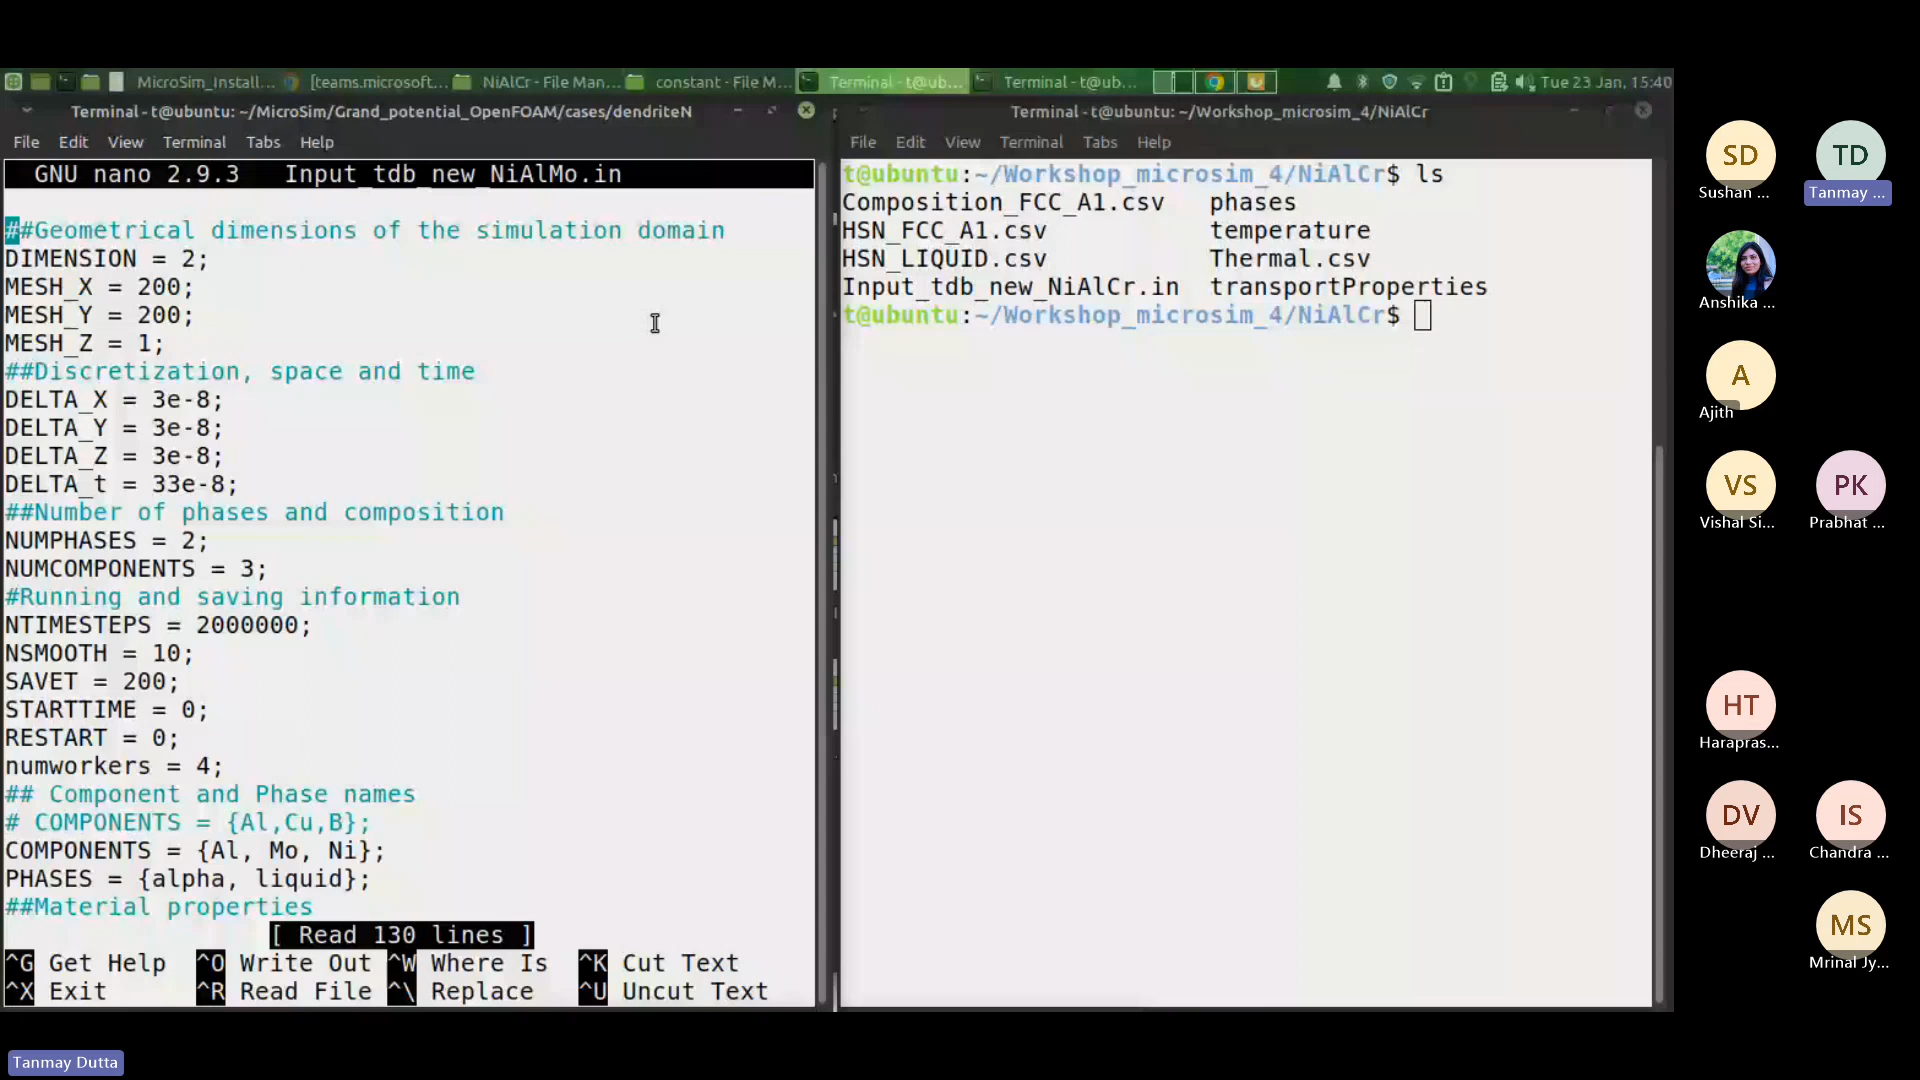 MicroSim_Install... [teams.microsoft... NiAlCr - File Man... constant - File M... Terminal - t@ub... Terminal - t@ub... Tue 23 Jan, 15:40
Terminal - t@ubuntu: ~/MicroSim/Grand_potential_OpenFOAM/cases/dendriteN
File Edit View Terminal Tabs Help
GNU nano 2.9.3 Input_tdb_new_NiAlMo.in
##Geometrical dimensions of the simulation domain
DIMENSION = 2;
MESH_X = 200;
MESH_Y = 200;
MESH_Z = 1;
##Discretization, space and time
DELTA_X = 3e-8;
DELTA_Y = 3e-8;
DELTA_Z = 3e-8;
DELTA_t = 33e-8;
##Number of phases and composition
NUMPHASES = 2;
NUMCOMPONENTS = 3;
#Running and saving information
NTIMESTEPS = 2000000;
NSMOOTH = 10;
SAVET = 200;
STARTTIME = 0;
RESTART = 0;
numworkers = 4;
## Component and Phase names
# COMPONENTS = {Al,Cu,B};
COMPONENTS = {Al, Mo, Ni};
PHASES = {alpha, liquid};
##Material properties
[ Read 130 lines ]
^G Get Help ^O Write Out ^W Where Is ^K Cut Text
^X Exit ^R Read File ^\ Replace ^U Uncut Text
Terminal - t@ubuntu: ~/Workshop_microsim_4/NiAlCr
File Edit View Terminal Tabs Help
t@ubuntu:~/Workshop_microsim_4/NiAlCr$ ls
Composition_FCC_A1.csv phases
HSN_FCC_A1.csv temperature
HSN_LIQUID.csv Thermal.csv
Input_tdb_new_NiAlCr.in transportProperties
t@ubuntu:~/Workshop_microsim_4/NiAlCr$
SD TD
Sushan ... Tanmay ...
Anshika ...
A
Ajith
VS PK
Vishal Si... Prabhat ...
HT
Harapras...
DV IS
Dheeraj ... Chandra ...
MS
Mrinal Jy...
Tanmay Dutta